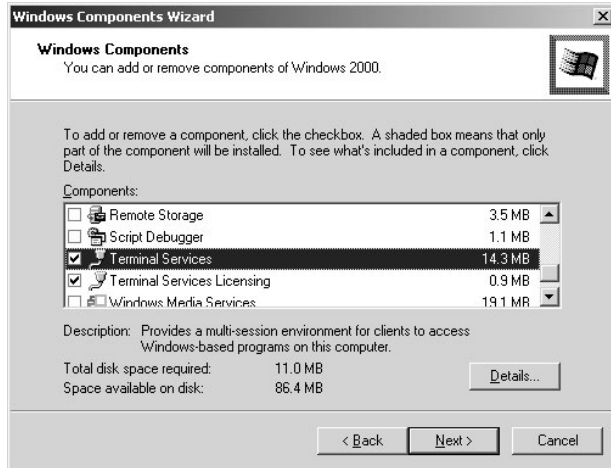 Windows Components Wizard
Windows Components
You can add or remove components of Windows 2000.
To add or remove a component, click the checkbox. A shaded box means that only
part of the component will be installed. To see what's included in a component, click
Details.
Components:
Remote Storage 3.5 MB
Script Debugger 1.1 MB
Terminal Services 14.3 MB
Terminal Services Licensing 0.9 MB
Windows Media Services 19.1 MB
Description: Provides a multi-session environment for clients to access
Windows-based programs on this computer.
Total disk space required: 11.0 MB
Space available on disk: 86.4 MB
Details...
< Back Next > Cancel